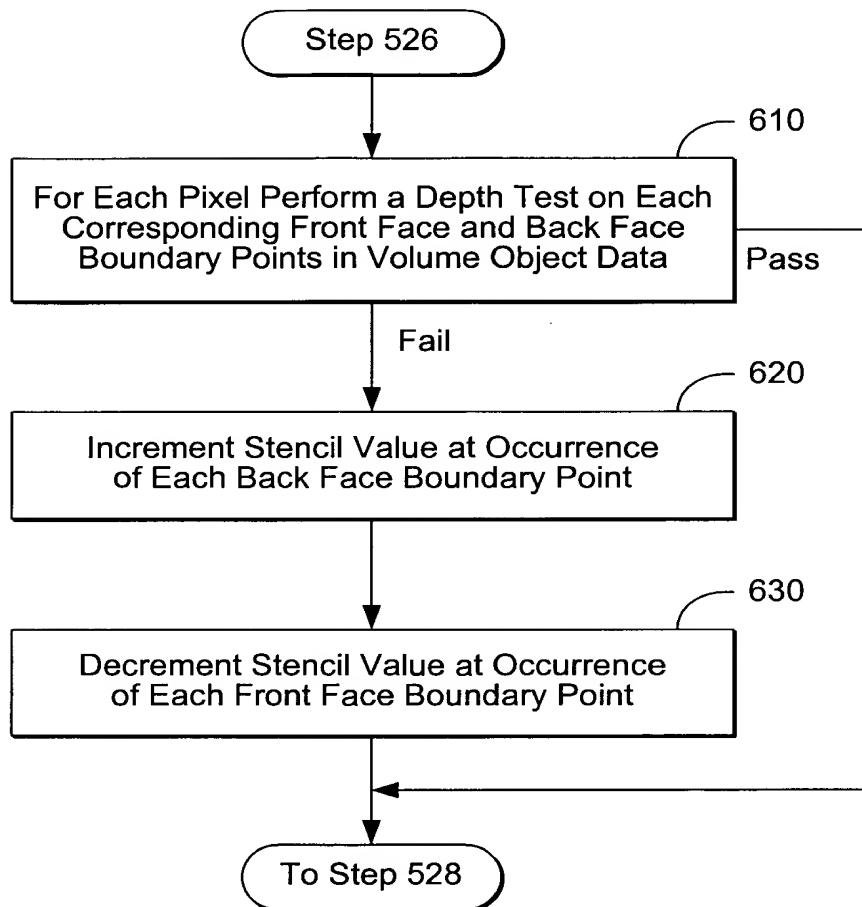 Step 526
610
For Each Pixel Perform a Depth Test on Each
Corresponding Front Face and Back Face
Boundary Points in Volume Object Data
Pass
Fail
620
Increment Stencil Value at Occurrence
of Each Back Face Boundary Point
630
Decrement Stencil Value at Occurrence
of Each Front Face Boundary Point
To Step 528